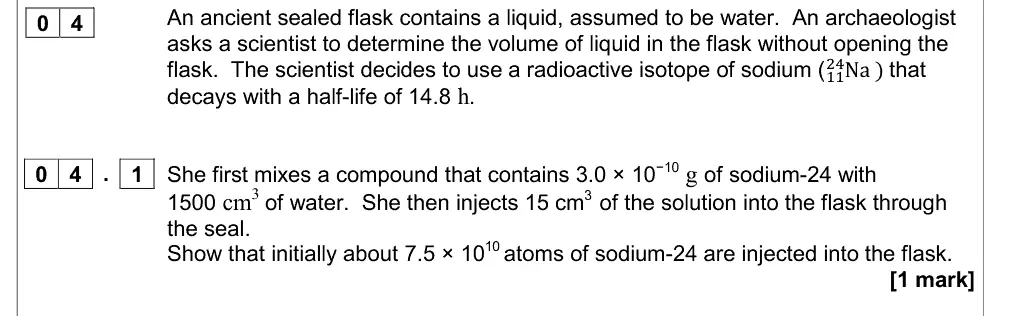 0 4 An ancient sealed flask contains a liquid, assumed to be water. An archaeologist
asks a scientist to determine the volume of liquid in the flask without opening the
flask. The scientist decides to use a radioactive isotope of sodium (²⁴₁₁Na ) that
decays with a half-life of 14.8 h.
0 4 . 1 She first mixes a compound that contains 3.0 × 10⁻¹⁰ g of sodium-24 with
1500 cm³ of water. She then injects 15 cm³ of the solution into the flask through
the seal.
Show that initially about 7.5 × 10¹⁰ atoms of sodium-24 are injected into the flask.
[1 mark]